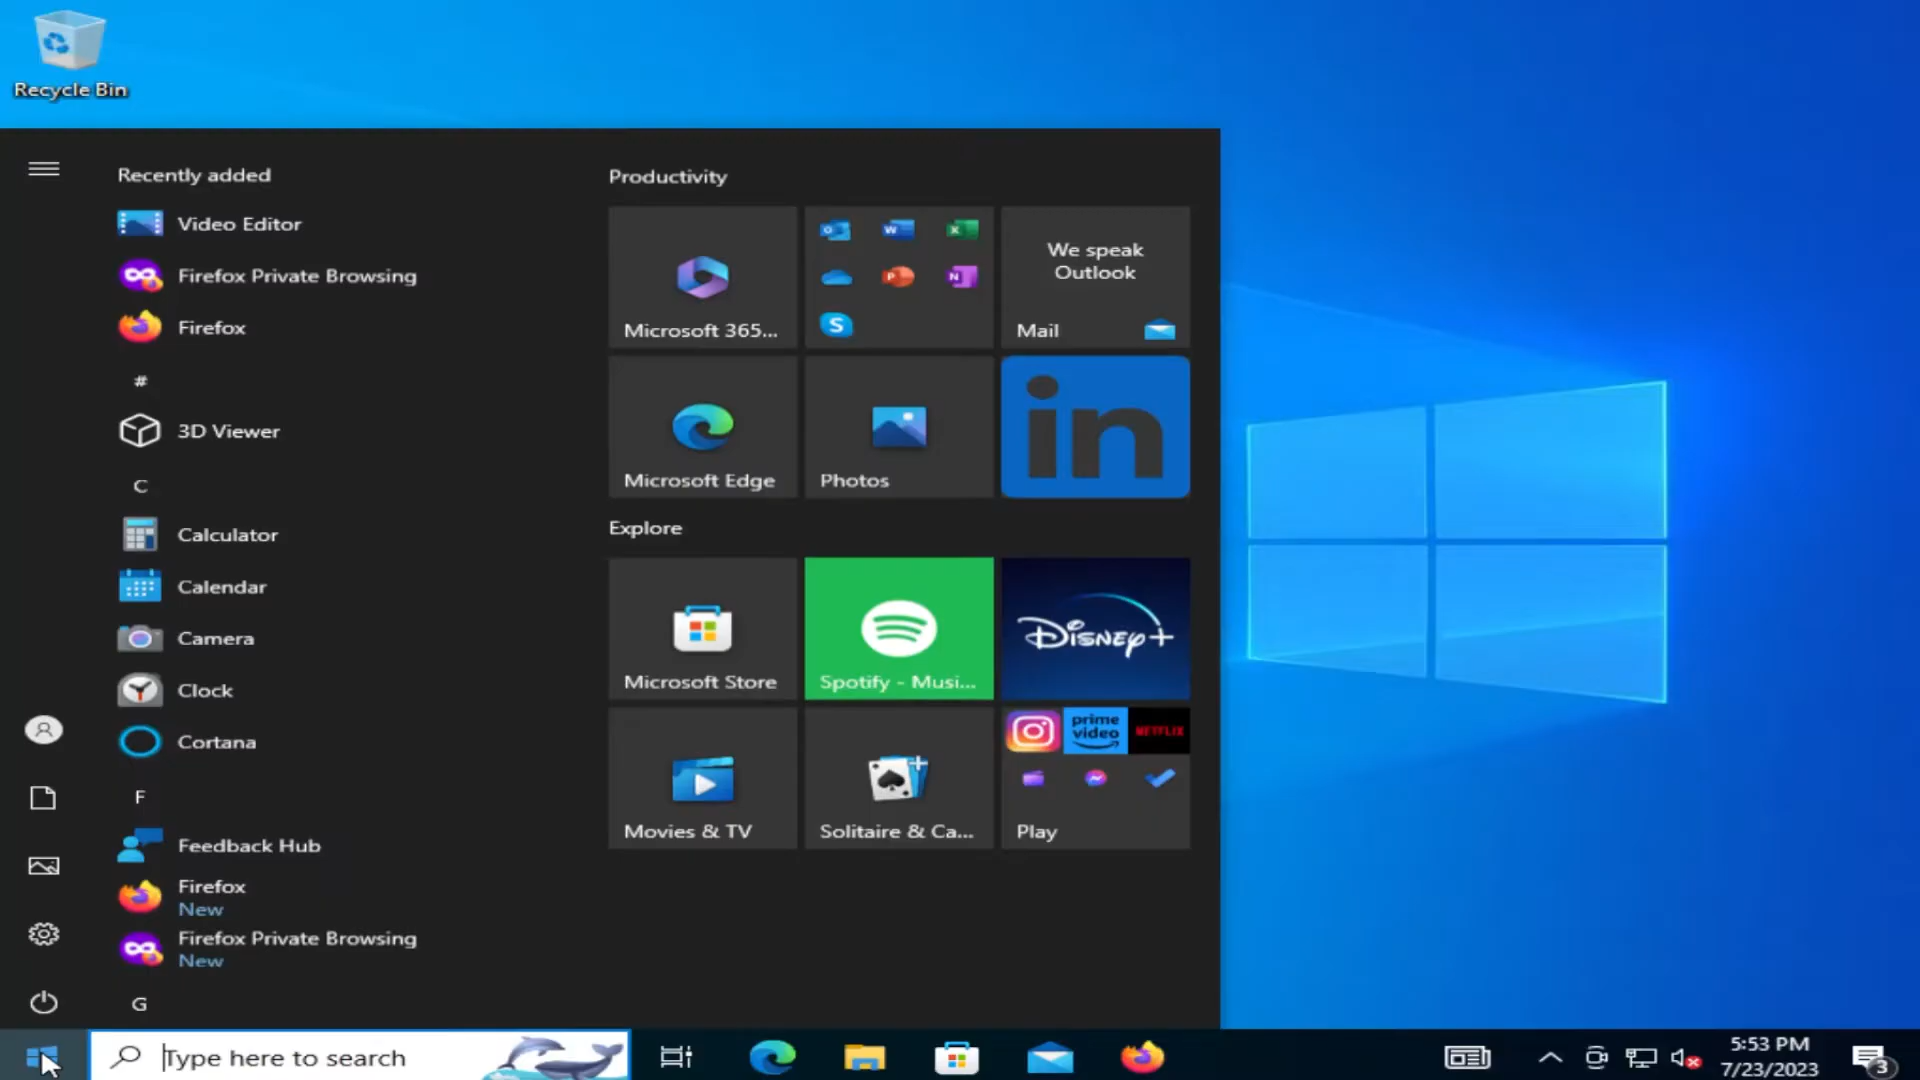 Recycle Bin
Recently added
Video Editor
Firefox Private Browsing
Firefox
#
3D Viewer
C
Calculator
Calendar
Camera
Clock
Cortana
F
Feedback Hub
Firefox
New
Firefox Private Browsing
New
G
Productivity
Microsoft 365...
We speak
Outlook
Mail
Microsoft Edge
Photos
in
Explore
Microsoft Store
Spotify - Musi...
Disney+
Movies & TV
Solitaire & Ca...
prime
video
NETFLIX
Play
Type here to search
5:53 PM
7/23/2023
3